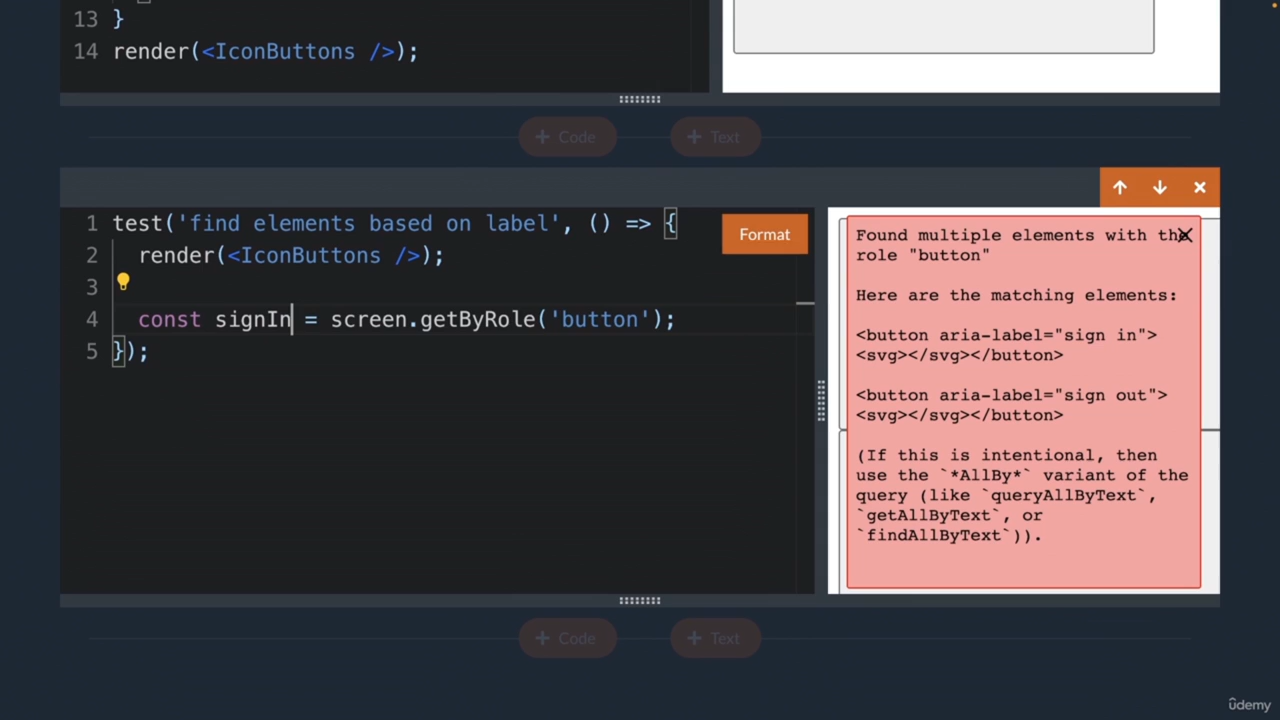 13 }
14 render(<IconButtons />);
+ Code + Text
1 test('find elements based on label', () => {
Format
2 render(<IconButtons />);
3
4 const signIn = screen.getByRole('button');
5 });
Found multiple elements with the
role "button"
Here are the matching elements:
<button aria-label="sign in">
<svg></svg></button>
<button aria-label="sign out">
<svg></svg></button>
(If this is intentional, then
use the `*AllBy*` variant of the
query (like `queryAllByText`,
`getAllByText`, or
`findAllByText`)).
+ Code + Text
ûdemy